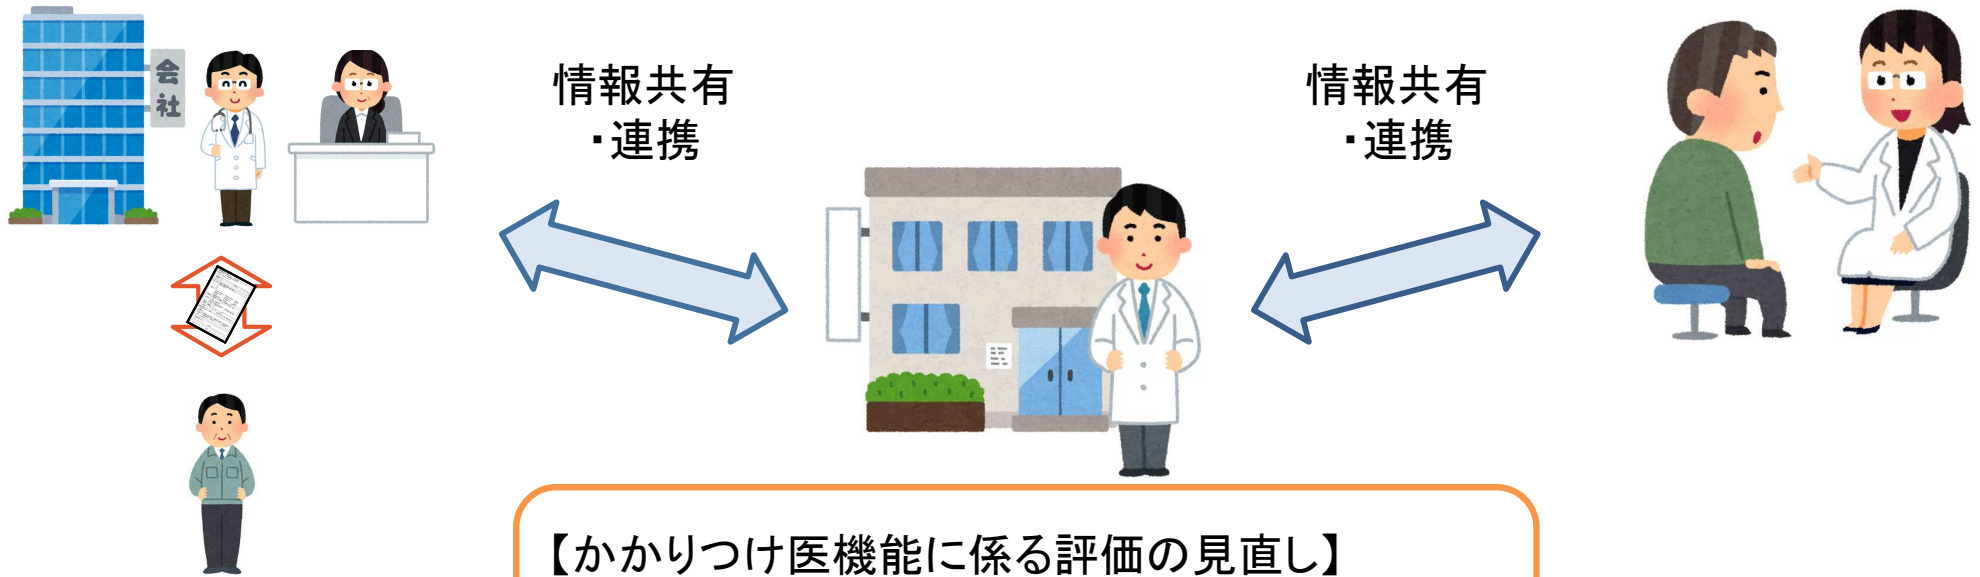 会社
情報共有
・連携
情報共有
・連携
【かかりつけ医機能に係る評価の見直し】